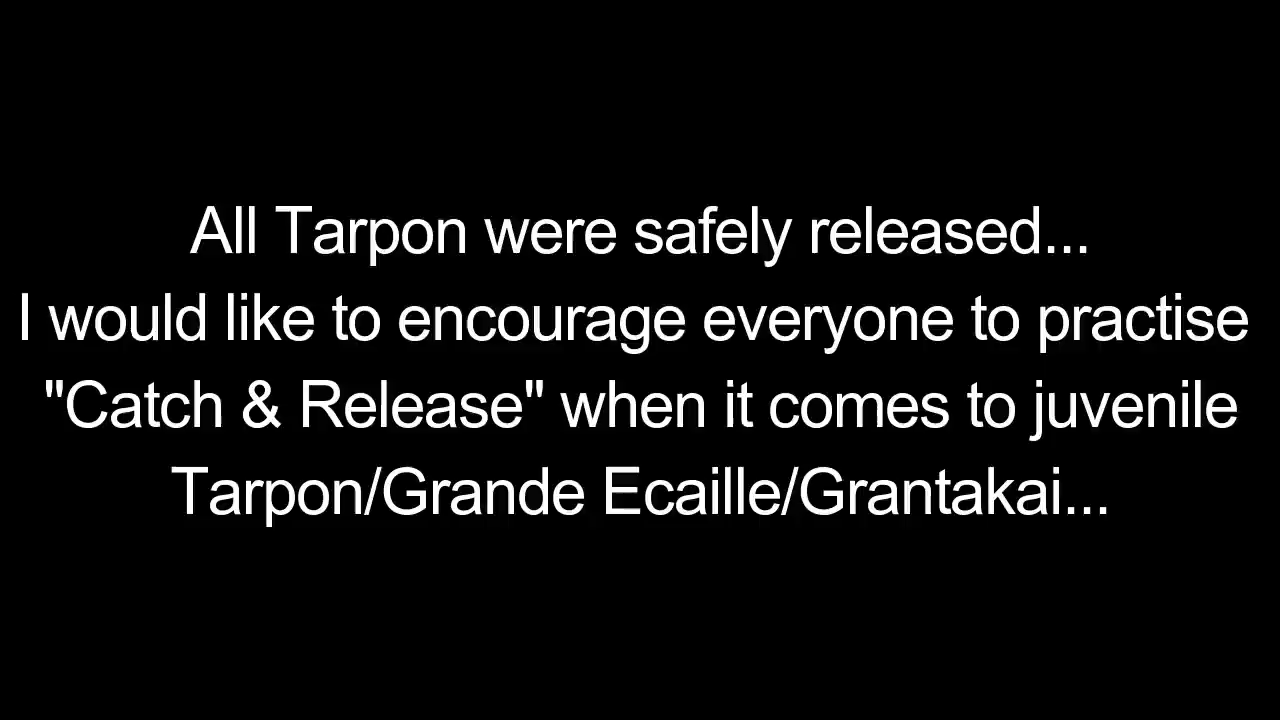 All Tarpon were safely released...
I would like to encourage everyone to practise
"Catch & Release" when it comes to juvenile
Tarpon/Grande Ecaille/Grantakai...